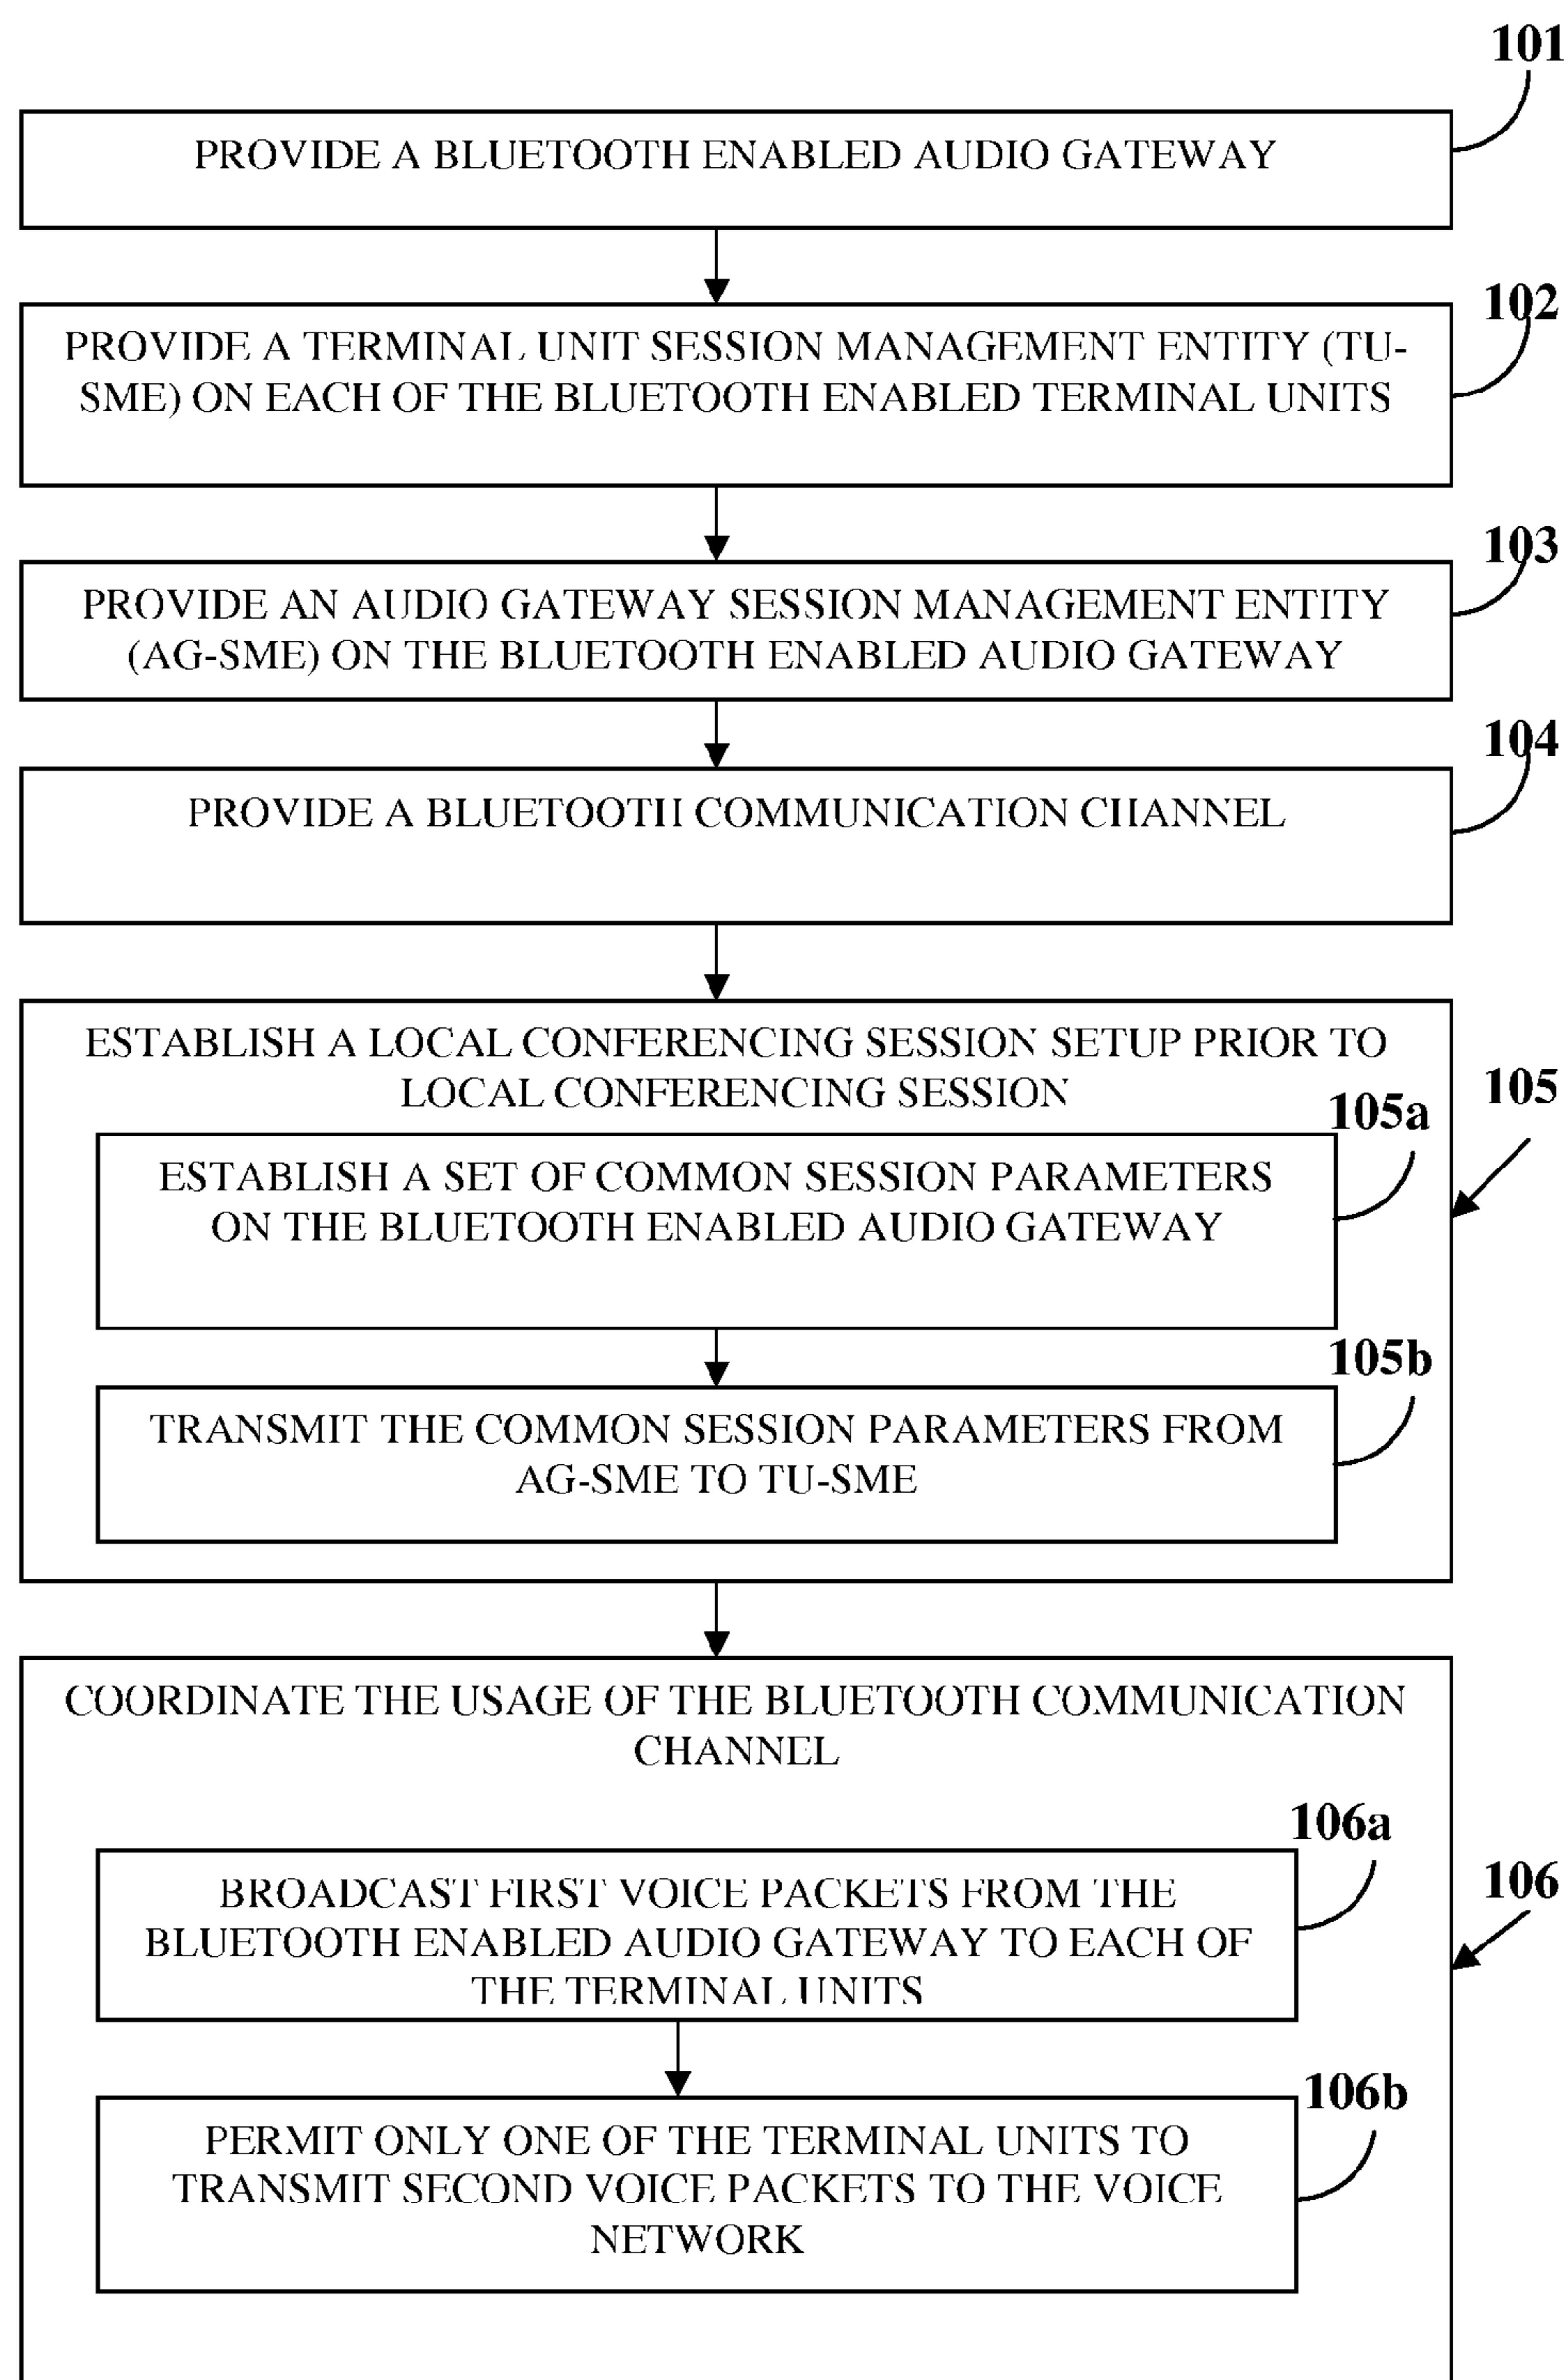 101
PROVIDE A BLUETOOTH ENABLED AUDIO GATEWAY
102
PROVIDE A TERMINAL UNIT SESSION MANAGEMENT ENTITY (TU-
SME) ON EACH OF THE BLUETOOTH ENABLED TERMINAL UNITS
103
PROVIDE AN AUDIO GATEWAY SESSION MANAGEMENT ENTITY
(AG-SME) ON THE BLUETOOTH ENABLED AUDIO GATEWAY
104
PROVIDE A BLUETOOTH COMMUNICATION CHANNEL
ESTABLISH A LOCAL CONFERENCING SESSION SETUP PRIOR TO
LOCAL CONFERENCING SESSION
105
105a
ESTABLISH A SET OF COMMON SESSION PARAMETERS
ON THE BLUETOOTH ENABLED AUDIO GATEWAY
105b
TRANSMIT THE COMMON SESSION PARAMETERS FROM
AG-SME TO TU-SME
COORDINATE THE USAGE OF THE BLUETOOTH COMMUNICATION
CHANNEL
106a
106
BROADCAST FIRST VOICE PACKETS FROM THE
BLUETOOTH ENABLED AUDIO GATEWAY TO EACH OF
THE TERMINAL UNITS
106b
PERMIT ONLY ONE OF THE TERMINAL UNITS TO
TRANSMIT SECOND VOICE PACKETS TO THE VOICE
NETWORK